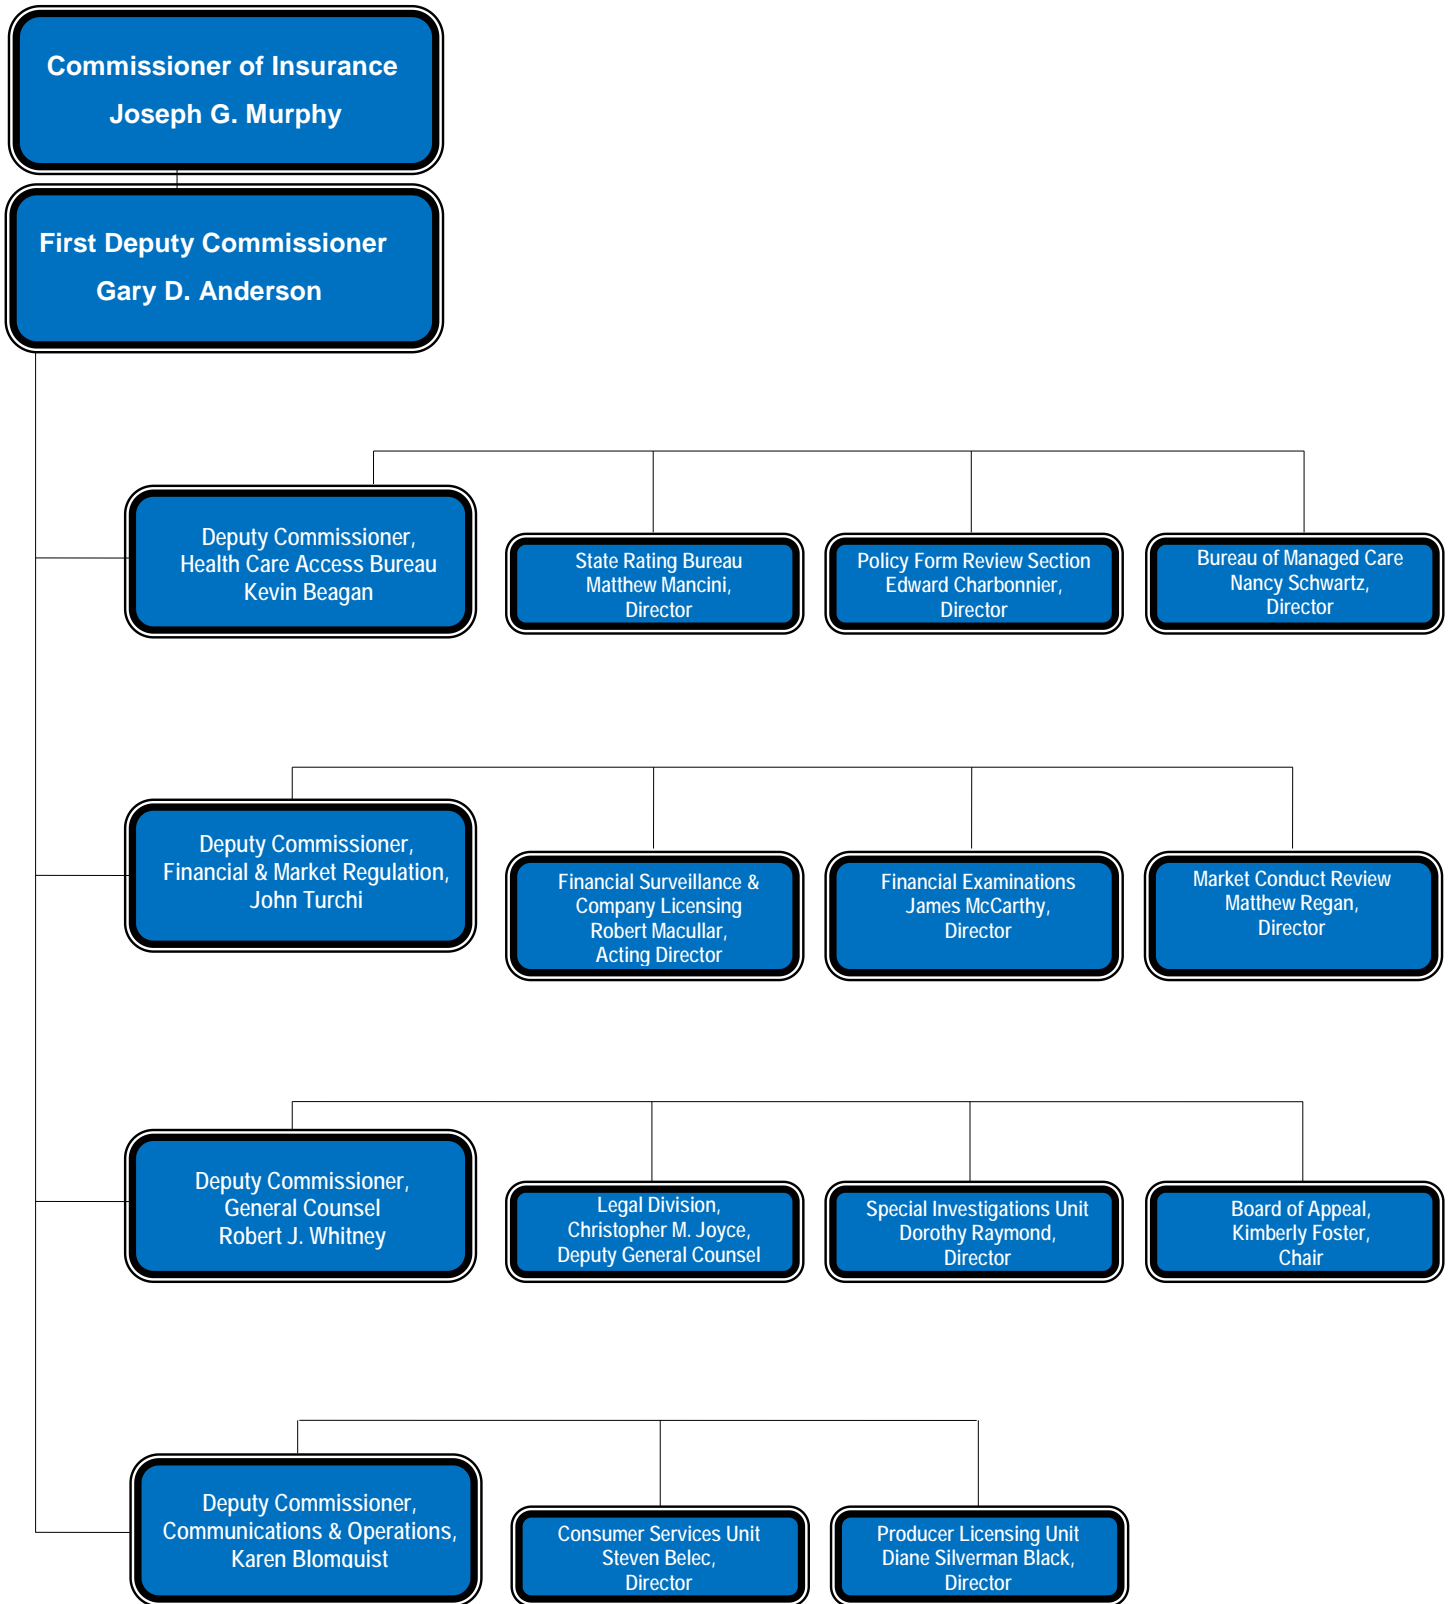 Commissioner of Insurance
Joseph G. Murphy
First Deputy Commissioner
Gary D. Anderson
Deputy Commissioner,
Health Care Access Bureau
Kevin Beagan
State Rating Bureau
Matthew Mancini,
Director
Policy Form Review Section
Edward Charbonnier,
Director
Bureau of Managed Care
Nancy Schwartz,
Director
Deputy Commissioner,
Financial & Market Regulation,
John Turchi
Financial Surveillance &
Company Licensing
Robert Macullar,
Acting Director
Financial Examinations
James McCarthy,
Director
Market Conduct Review
Matthew Regan,
Director
Deputy Commissioner,
General Counsel
Robert J. Whitney
Legal Division,
Christopher M. Joyce,
Deputy General Counsel
Special Investigations Unit
Dorothy Raymond,
Director
Board of Appeal,
Kimberly Foster,
Chair
Deputy Commissioner,
Communications & Operations,
Karen Blomquist
Consumer Services Unit
Steven Belec,
Director
Producer Licensing Unit
Diane Silverman Black,
Director